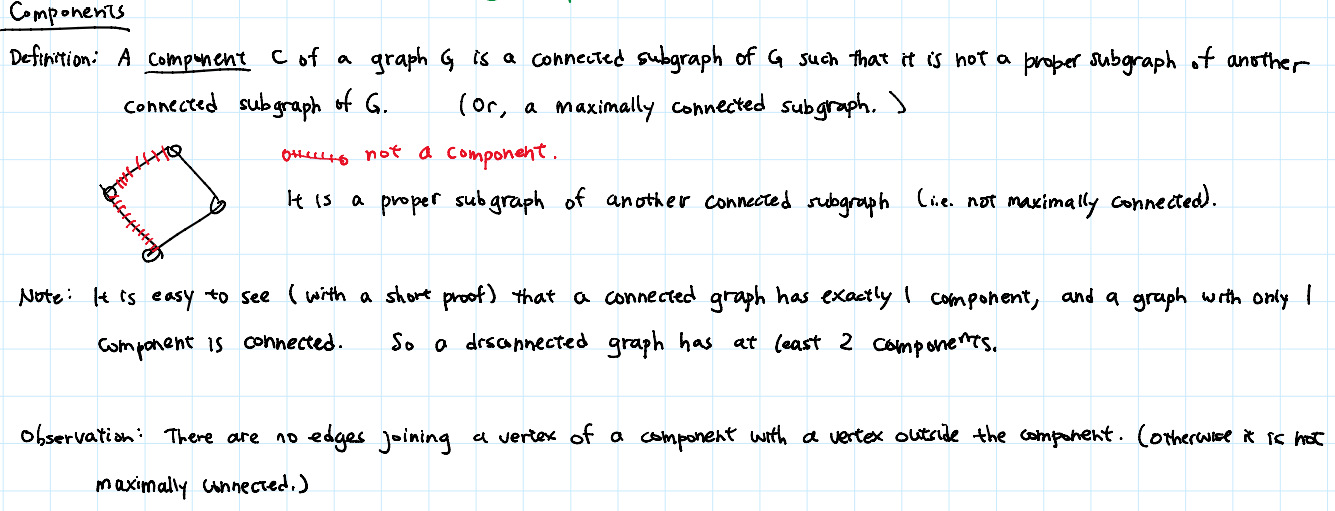 Components
Definition: A component C of a graph G is a connected subgraph of G such that it is not a proper subgraph of another
connected subgraph of G. (Or, a maximally connected subgraph.)
not a component.
It is a proper subgraph of another connected subgraph (i.e. not maximally connected).
Note: It is easy to see (with a short proof) that a connected graph has exactly 1 component, and a graph with only 1
component is connected. So a disconnected graph has at least 2 components.
Observation: There are no edges joining a vertex of a component with a vertex outside the component. (otherwise it is not
maximally connected.)